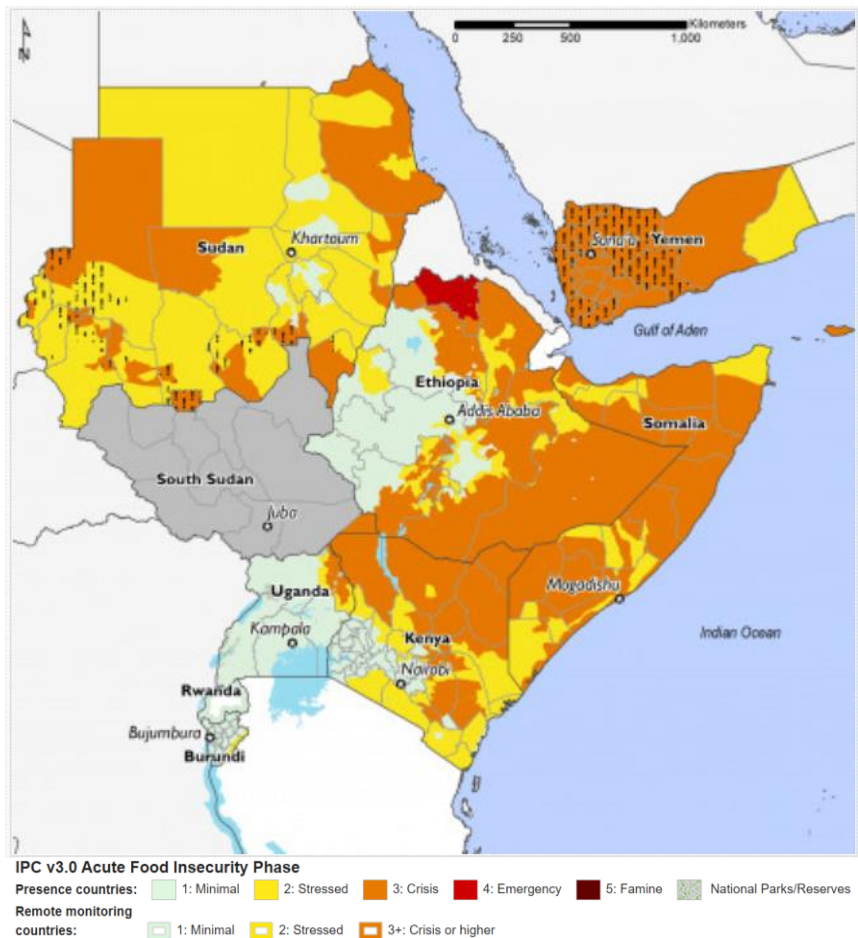 N
Kilometers
0 250 500 1,000
Khartoum
Sudan
Sana'a Yemen
Gulf of Aden
Ethiopia
Addis Ababa
Somalia
South Sudan
Juba
Mogadishu
Uganda
Kampala
Kenya
Nairobi
Indian Ocean
Rwanda
Bujumbura
Burundi
IPC v3.0 Acute Food Insecurity Phase
Presence countries: 1: Minimal 2: Stressed 3: Crisis 4: Emergency 5: Famine National Parks/Reserves
Remote monitoring
countries: 1: Minimal 2: Stressed 3+: Crisis or higher